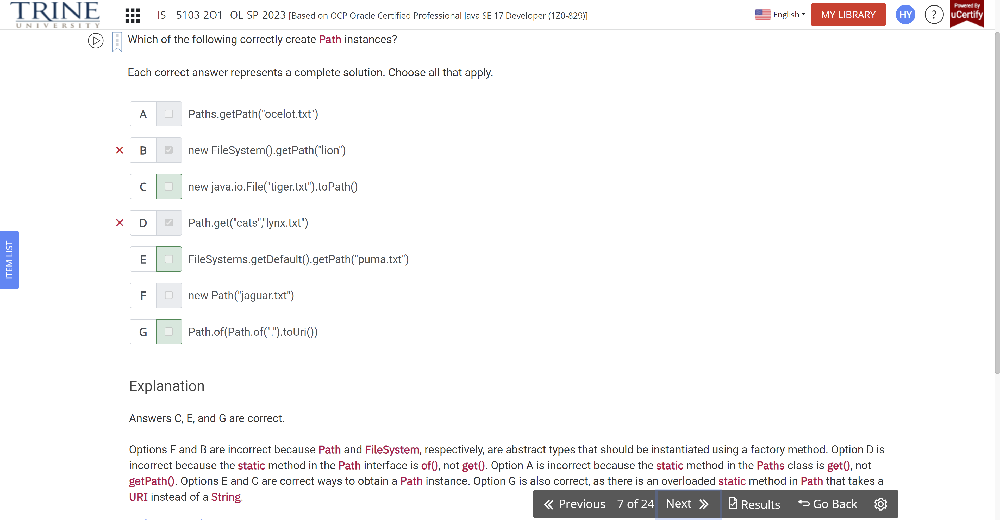 TRINE
UNIVERSITY
IS---5103-2O1--OL-SP-2023 [Based on OCP Oracle Certified Professional Java SE 17 Developer (1Z0-829)]
English
MY LIBRARY
HY
?
Powered By
uCertify
Which of the following correctly create Path instances?
Each correct answer represents a complete solution. Choose all that apply.
A Paths.getPath("ocelot.txt")
B new FileSystem().getPath("lion")
C new java.io.File("tiger.txt").toPath()
D Path.get("cats","lynx.txt")
E FileSystems.getDefault().getPath("puma.txt")
F new Path("jaguar.txt")
G Path.of(Path.of(".").toUri())
ITEM LIST
Explanation
Answers C, E, and G are correct.
Options F and B are incorrect because Path and FileSystem, respectively, are abstract types that should be instantiated using a factory method. Option D is
incorrect because the static method in the Path interface is of(), not get(). Option A is incorrect because the static method in the Paths class is get(), not
getPath(). Options E and C are correct ways to obtain a Path instance. Option G is also correct, as there is an overloaded static method in Path that takes a
URI instead of a String.
Previous 7 of 24 Next Results Go Back